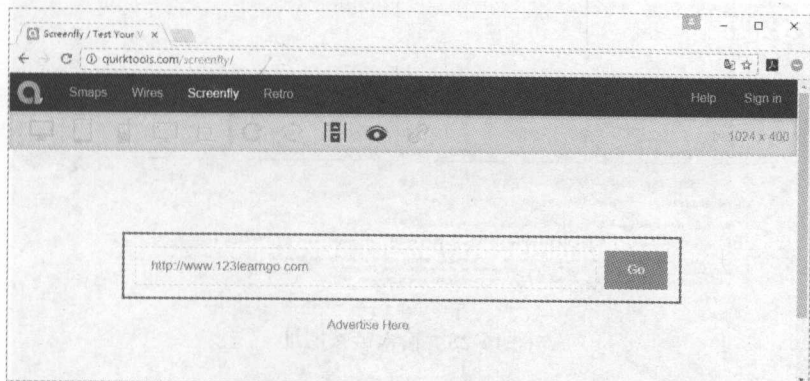 Screenfly / Test Your V
quirktools.com/screenfly/
Smaps Wires Screenfly Retro Help Sign in
1024 x 400
http://www.123learngo.com
Go
Advertise Here